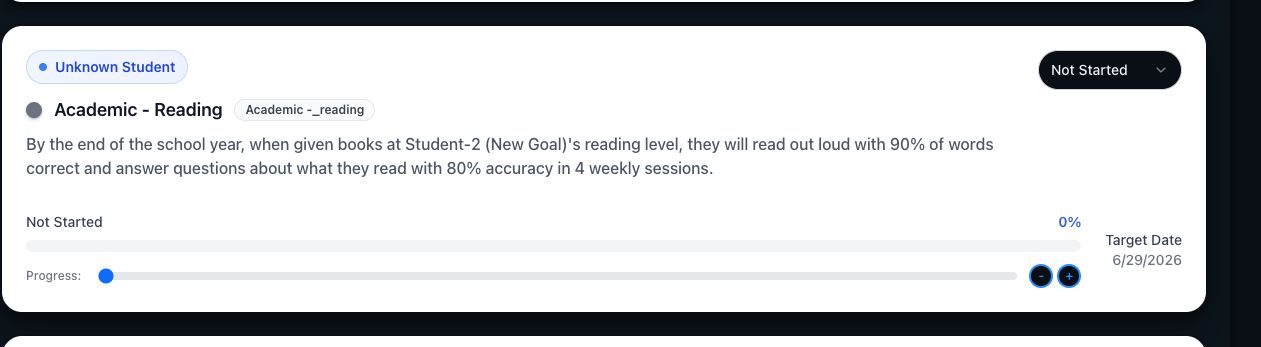 Unknown Student
Not Started
Academic - Reading
Academic -_reading
By the end of the school year, when given books at Student-2 (New Goal)'s reading level, they will read out loud with 90% of words
correct and answer questions about what they read with 80% accuracy in 4 weekly sessions.
Not Started
0%
Target Date
6/29/2026
Progress:
-
+